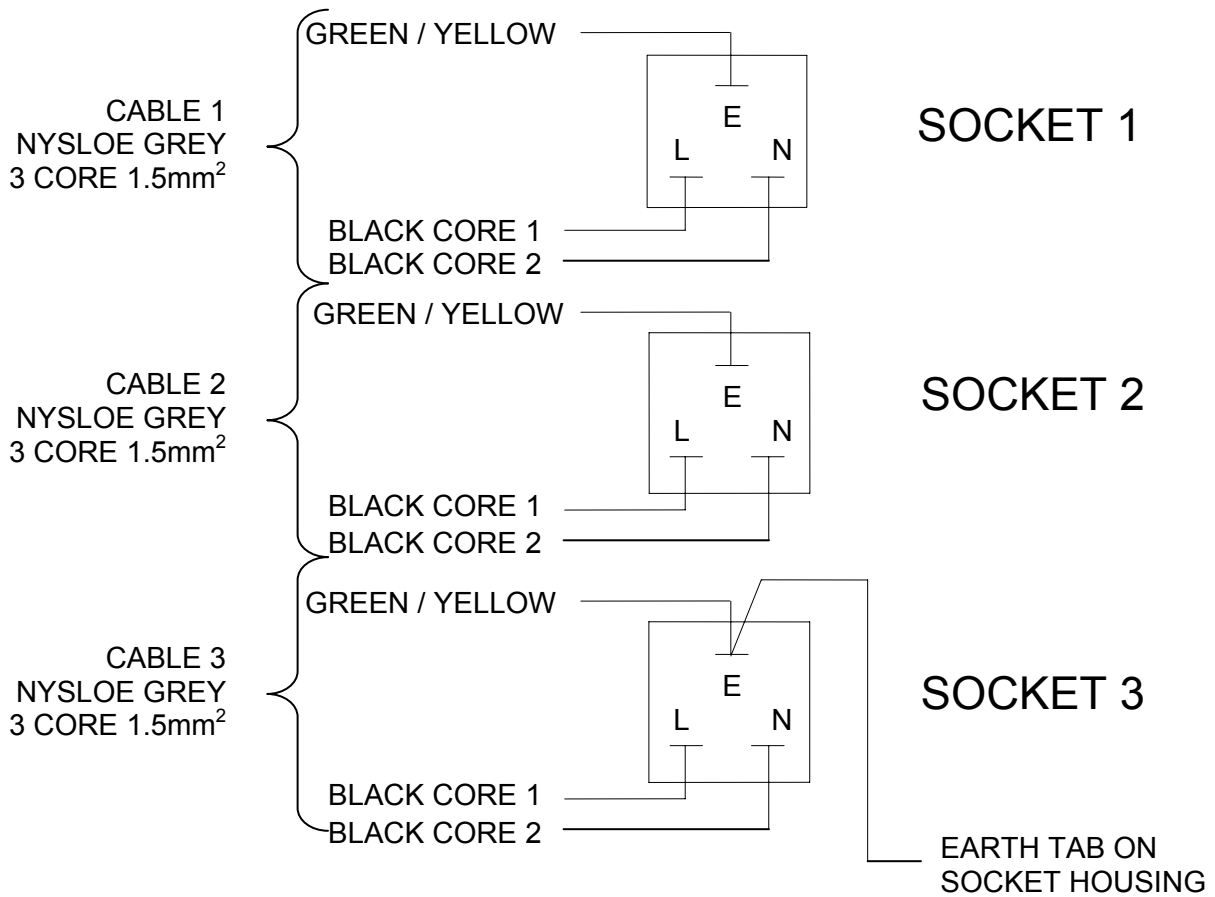 GREEN / YELLOW
CABLE 1
NYSLOE GREY
3 CORE 1.5mm²
E
L N
SOCKET 1
BLACK CORE 1
BLACK CORE 2
GREEN / YELLOW
CABLE 2
NYSLOE GREY
3 CORE 1.5mm²
E
L N
SOCKET 2
BLACK CORE 1
BLACK CORE 2
GREEN / YELLOW
CABLE 3
NYSLOE GREY
3 CORE 1.5mm²
E
L N
SOCKET 3
BLACK CORE 1
BLACK CORE 2
EARTH TAB ON
SOCKET HOUSING